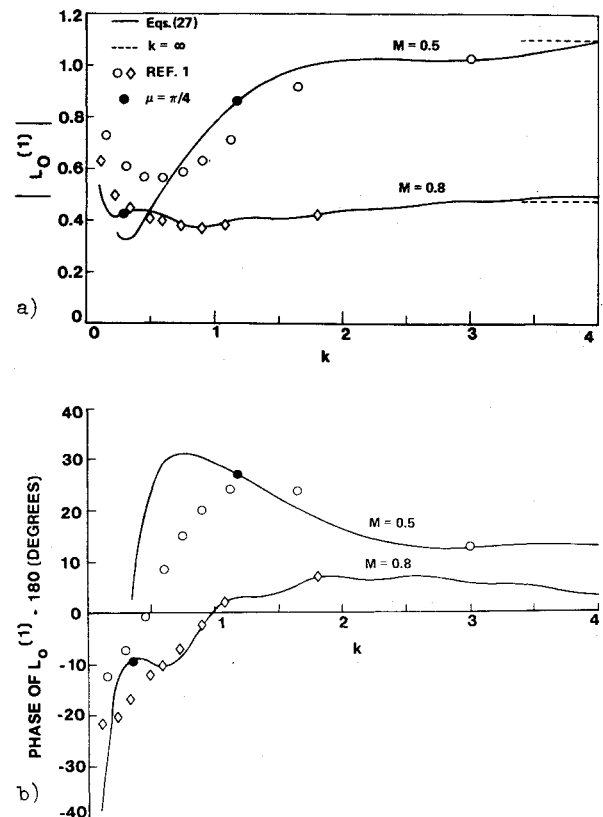 a)
| L₀⁽¹⁾ |
1.2
1.0
0.8
0.6
0.4
0.2
0
Eqs.(27)
k = ∞
REF. 1
μ = π/4
M = 0.5
M = 0.8
0
1
2
3
4
k
b)
PHASE OF L₀⁽¹⁾ - 180 (DEGREES)
40
30
20
10
0
-10
-20
-30
-40
M = 0.5
M = 0.8
1
2
3
4
k